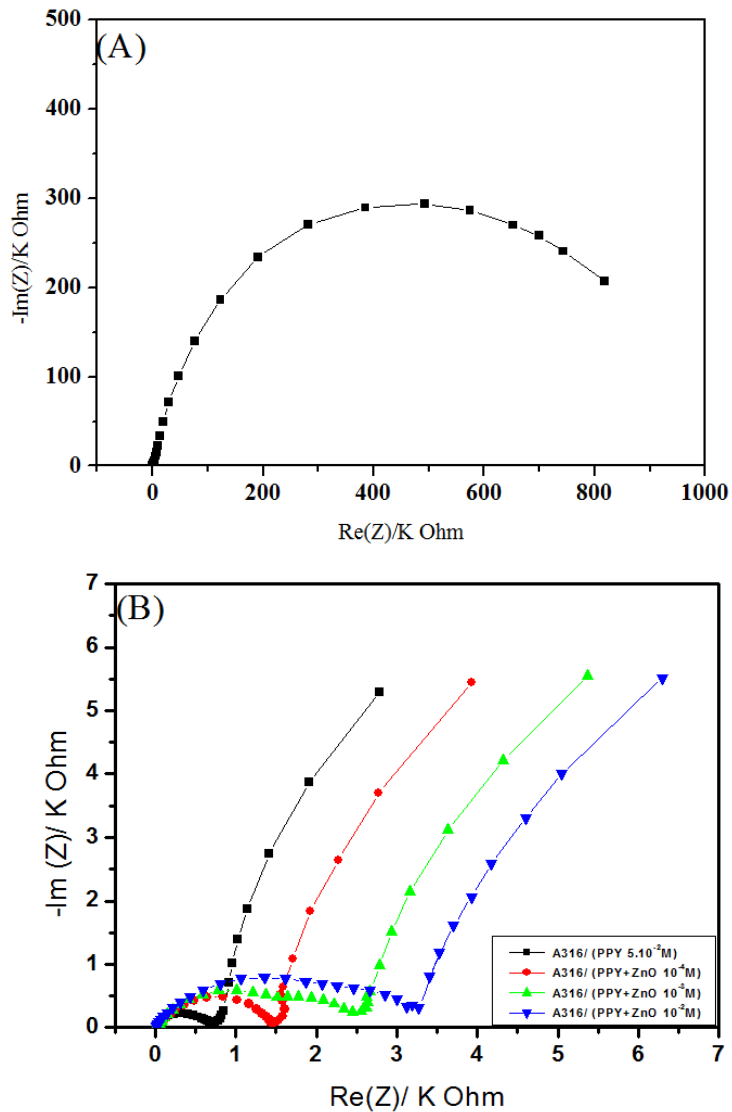 500
(A)
400
300
200
100
0
-Im(Z)/K Ohm
0 200 400 600 800 1000
Re(Z)/K Ohm
7
(B)
6
5
4
3
2
1
0
-Im (Z)/ K Ohm
A316/ (PPY 5.10⁻²M)
A316/ (PPY+ZnO 10⁻⁴M)
A316/ (PPY+ZnO 10⁻³M)
A316/ (PPY+ZnO 10⁻²M)
0 1 2 3 4 5 6 7
Re(Z)/ K Ohm